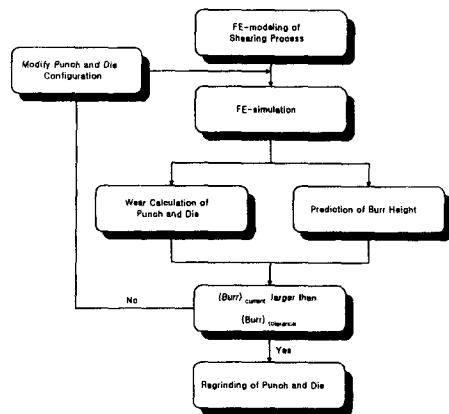 FE-modeling of
Shearing Process
Modify Punch and Die
Configuration
FE-simulation
Wear Calculation of
Punch and Die
Prediction of Burr Height
{Burr} current larger than
{Burr} tolerance
No
Yes
Regrinding of Punch and Die